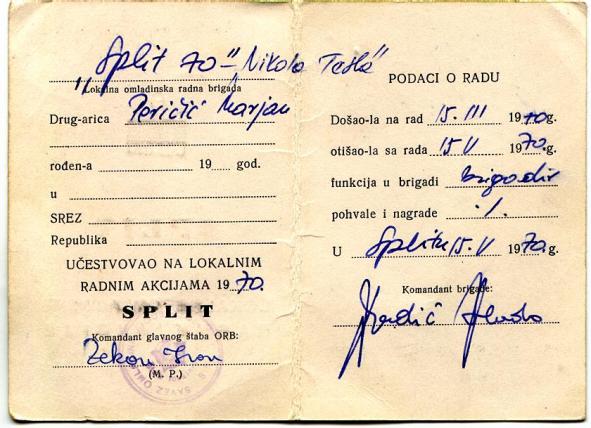 "Split 70" - "Nikola Tesla"
Lokalna omladinska radna brigada
Drug-arica Peričić Marjan
rođen-a 19 god.
u
SREZ
Republika
UČESTVOVAO NA LOKALNIM
RADNIM AKCIJAMA 1970.
SPLIT
Komandant glavnog štaba ORB:
(M. P.)
PODACI O RADU
Došao-la na rad 15. III 1970 g.
otišao-la sa rada 15 V 1970. g.
funkcija u brigadi brigadir
pohvale i nagrade ./.
U Splitu 15. V 1970 g.
Komandant brigade: